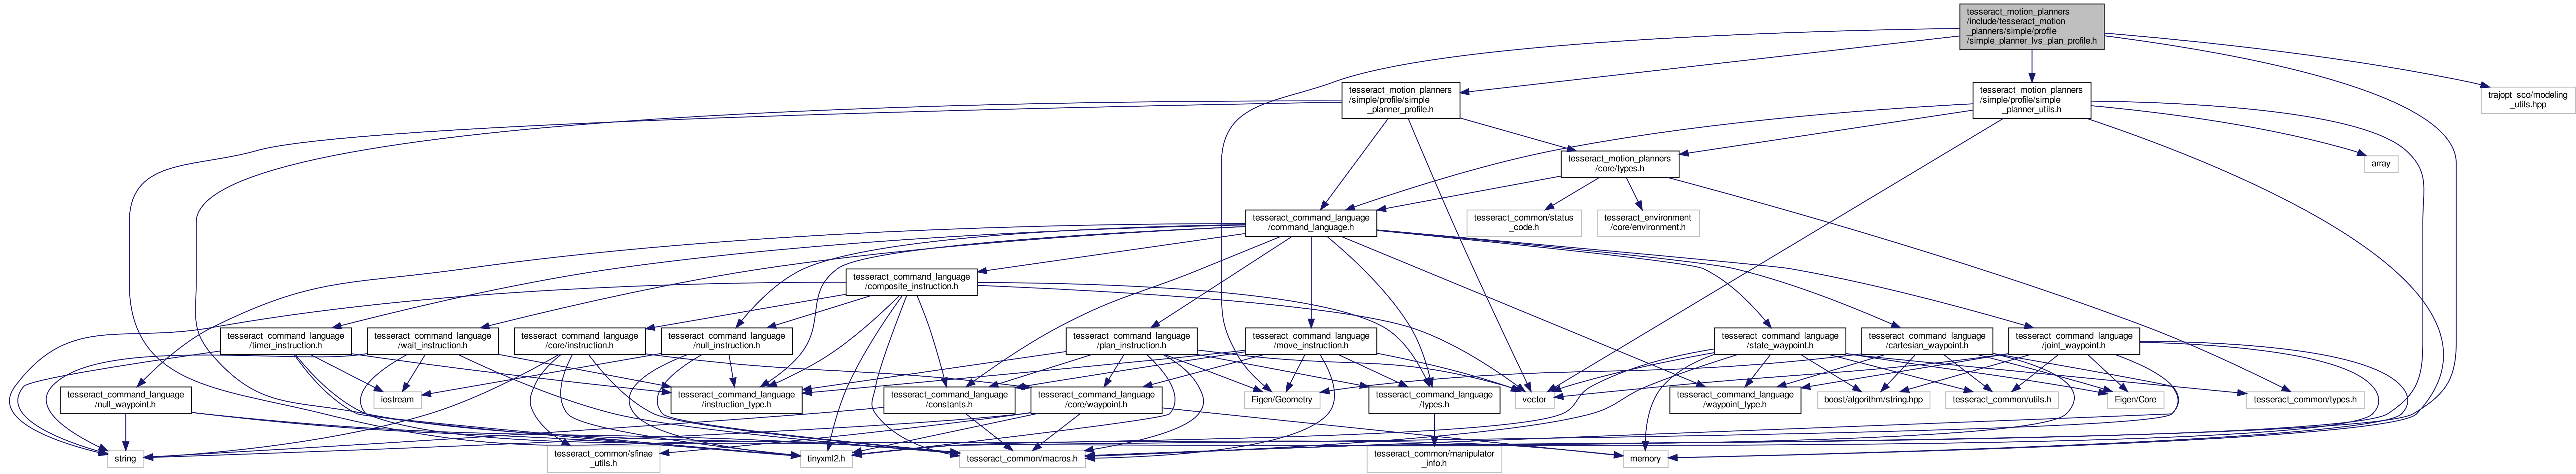 tesseract_motion_planners
/include/tesseract_motion
_planners/simple/profile
/simple_planner_lvs_plan_profile.h
tesseract_motion_planners
/simple/profile/simple
_planner_profile.h
tesseract_motion_planners
/simple/profile/simple
_planner_utils.h
trajopt_sco/modeling
_utils.hpp
tesseract_motion_planners
/core/types.h
array
tesseract_command_language
/command_language.h
tesseract_common/status
_code.h
tesseract_environment
/core/environment.h
tesseract_command_language
/composite_instruction.h
tesseract_command_language
/timer_instruction.h
tesseract_command_language
/wait_instruction.h
tesseract_command_language
/core/instruction.h
tesseract_command_language
/null_instruction.h
tesseract_command_language
/plan_instruction.h
tesseract_command_language
/move_instruction.h
tesseract_command_language
/state_waypoint.h
tesseract_command_language
/cartesian_waypoint.h
tesseract_command_language
/joint_waypoint.h
tesseract_command_language
/null_waypoint.h
iostream
tesseract_command_language
/instruction_type.h
tesseract_command_language
/constants.h
tesseract_command_language
/core/waypoint.h
Eigen/Geometry
tesseract_command_language
/types.h
vector
tesseract_command_language
/waypoint_type.h
boost/algorithm/string.hpp
tesseract_common/utils.h
Eigen/Core
tesseract_common/types.h
string
tesseract_common/sfinae
_utils.h
tinyxml2.h
tesseract_common/macros.h
tesseract_common/manipulator
_info.h
memory